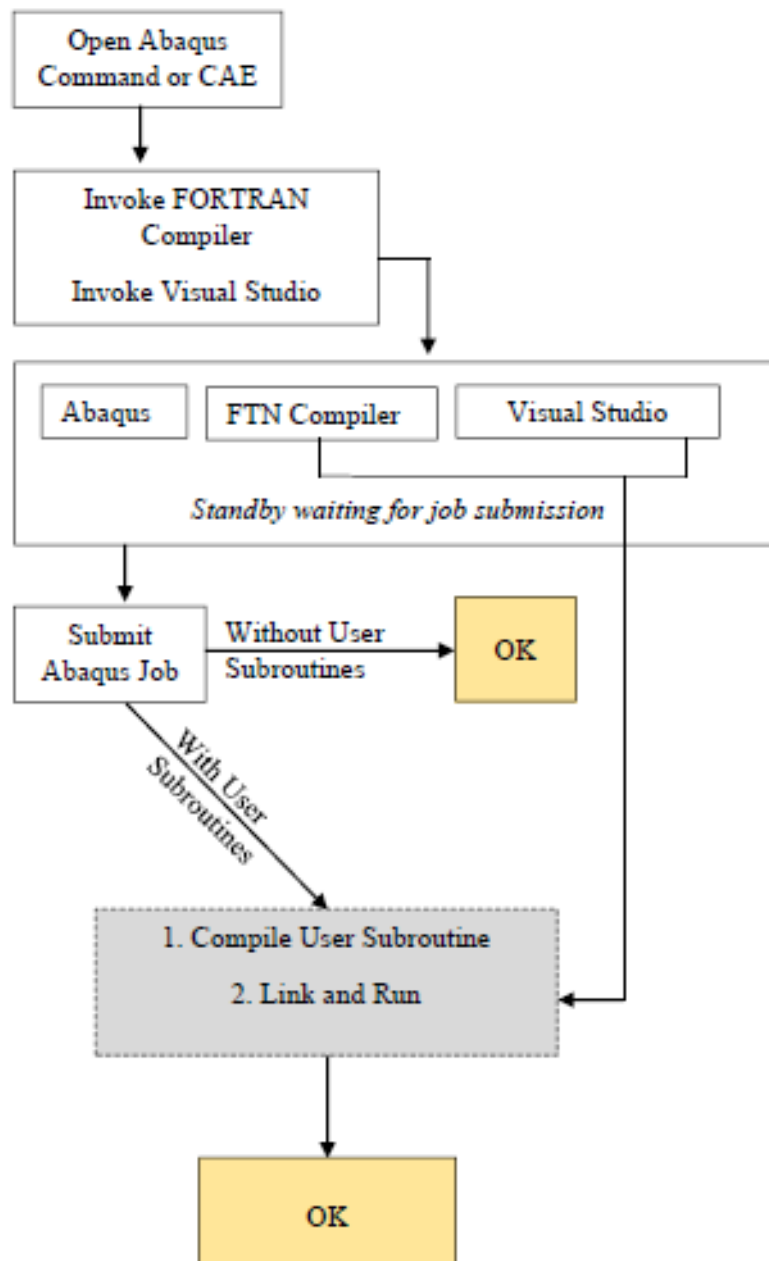 Open Abaqus
Command or CAE
Invoke FORTRAN
Compiler
Invoke Visual Studio
Abaqus
FTN Compiler
Visual Studio
Standby waiting for job submission
Submit
Abaqus Job
Without User
Subroutines
OK
With User
Subroutines
1. Compile User Subroutine
2. Link and Run
OK